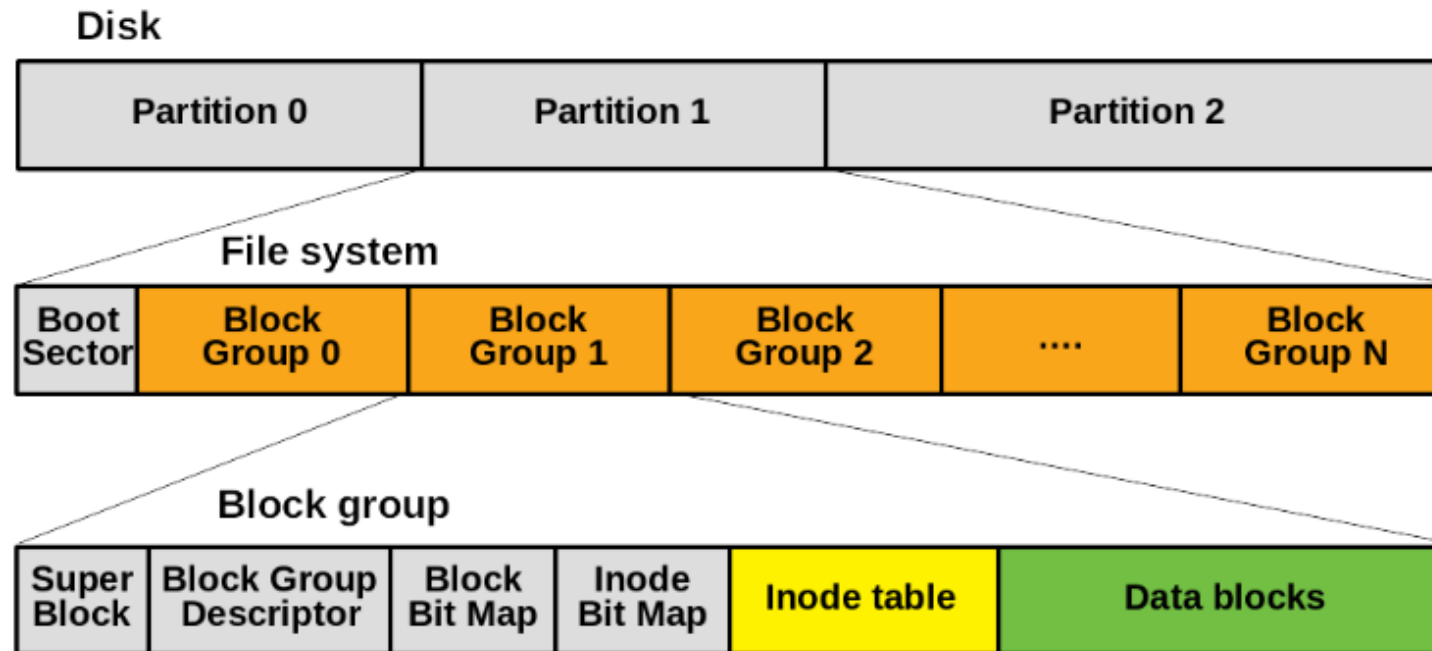 Disk
Partition 0
Partition 1
Partition 2
File system
Boot
Sector
Block
Group 0
Block
Group 1
Block
Group 2
....
Block
Group N
Block group
Super
Block
Block Group
Descriptor
Block
Bit Map
Inode
Bit Map
Inode table
Data blocks